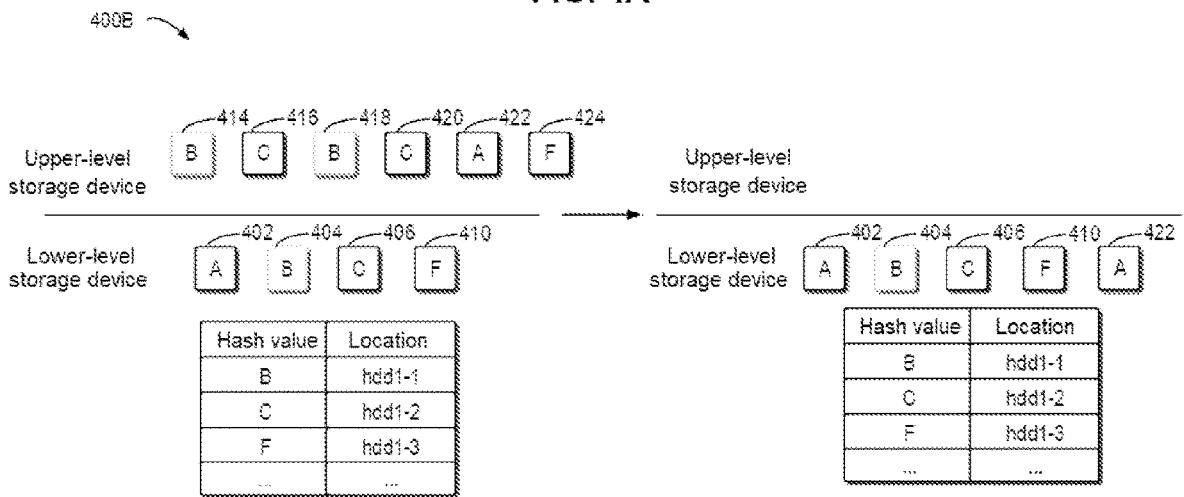 400B
414 416 418 420 422 424
B C B C A F
Upper-level
storage device
Upper-level
storage device
402 404 406 410
A B C F
Lower-level
storage device
402 404 406 410 422
A B C F A
Lower-level
storage device
Hash value Location
B hdd1-1
C hdd1-2
F hdd1-3
... ...
Hash value Location
B hdd1-1
C hdd1-2
F hdd1-3
... ...